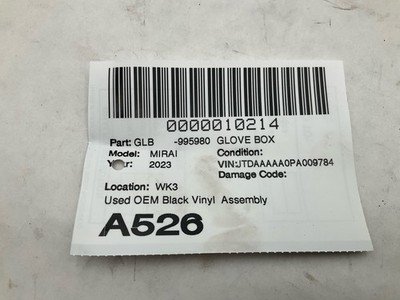 0000010214
Part: GLB -995980 GLOVE BOX
Model: MIRAI Condition:
Year: 2023 VIN:JTDAAAAA0PA009784
Damage Code:
Location: WK3
Used OEM Black Vinyl Assembly
A526